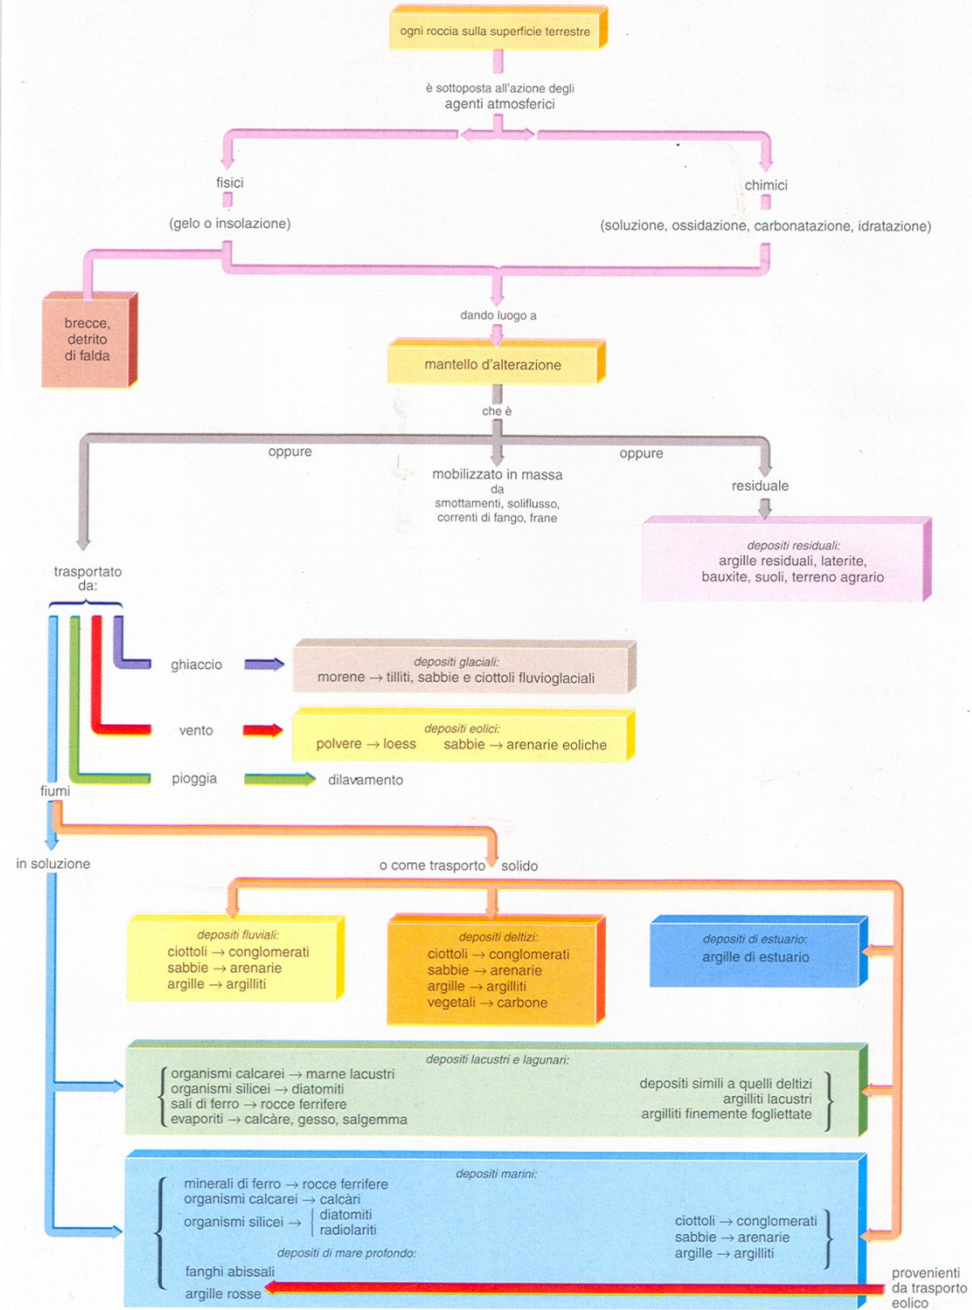 ogni roccia sulla superficie terrestre
è sottoposta all'azione degli
agenti atmosferici
fisici
chimici
(gelo o insolazione)
(soluzione, ossidazione, carbonatazione, idratazione)
brecce,
detrito
di falda
dando luogo a
mantello d'alterazione
che è
oppure
oppure
mobilizzato in massa
da
smottamenti, soliflusso,
correnti di fango, frane
residuale
depositi residuali:
argille residuali, laterite,
bauxite, suoli, terreno agrario
trasportato
da:
ghiaccio
depositi glaciali:
morene → tilliti, sabbie e ciottoli fluvioglaciali
vento
depositi eolici:
polvere → loess sabbie → arenarie eoliche
pioggia
dilavamento
fiumi
in soluzione
o come trasporto solido
depositi fluviali:
ciottoli → conglomerati
sabbie → arenarie
argille → argilliti
depositi deltizi:
ciottoli → conglomerati
sabbie → arenarie
argille → argilliti
vegetali → carbone
depositi di estuario:
argille di estuario
depositi lacustri e lagunari:
organismi calcarei → marne lacustri
organismi silicei → diatomiti
sali di ferro → rocce ferrifere
evaporiti → calcàre, gesso, salgemma
depositi simili a quelli deltizi
argilliti lacustri
argilliti finemente fogliettate
depositi marini:
minerali di ferro → rocce ferrifere
organismi calcarei → calcàri
organismi silicei → diatomiti
radiolariti
ciottoli → conglomerati
sabbie → arenarie
argille → argilliti
depositi di mare profondo:
fanghi abissali
argille rosse
provenienti
da trasporto
eolico